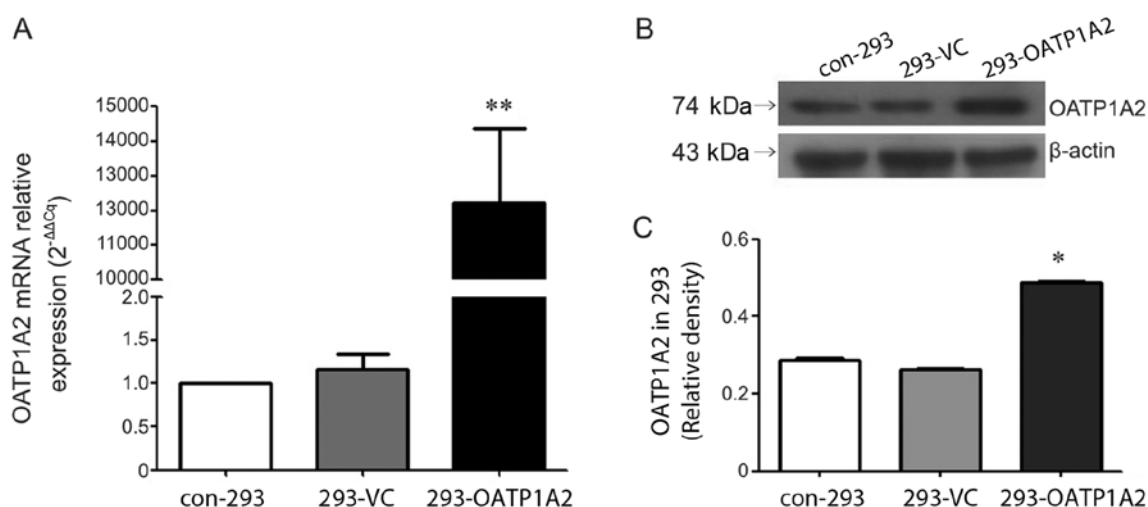 A
OATP1A2 mRNA relative
expression (2-ΔΔCq)
15000
14000
13000
12000
11000
10000
2.0
1.5
1.0
0.5
0
**
con-293
293-VC
293-OATP1A2
B
con-293
293-VC
293-OATP1A2
74 kDa→
OATP1A2
43 kDa→
β-actin
C
OATP1A2 in 293
(Relative density)
0.6
0.4
0.2
0
*
con-293
293-VC
293-OATP1A2